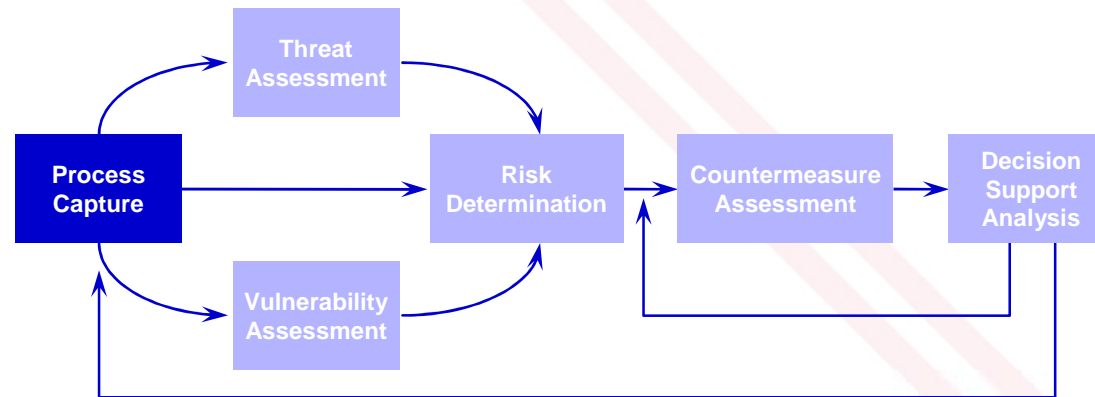 Threat
Assessment
Process
Capture
Risk
Determination
Countermeasure
Assessment
Decision
Support
Analysis
Vulnerability
Assessment